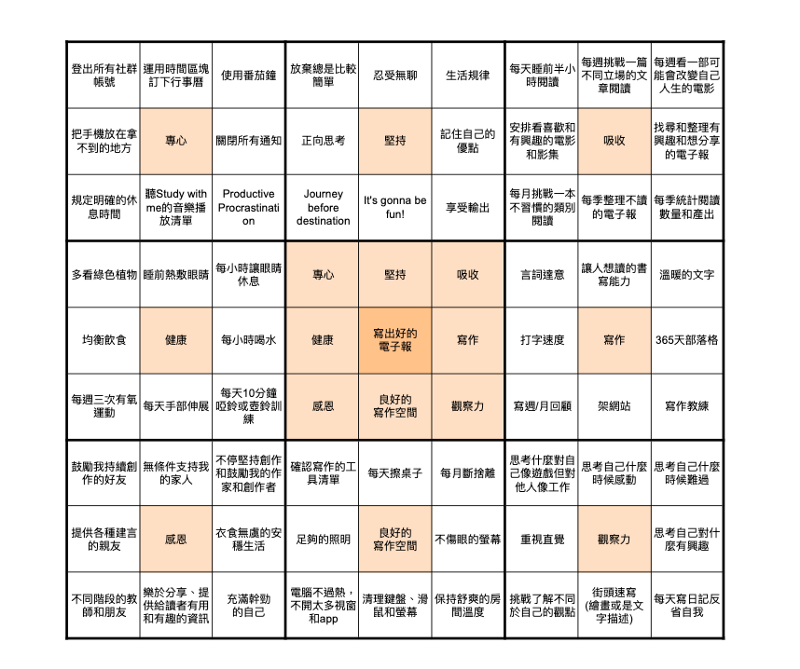 登出所有社群
帳號
運用時間區塊
訂下行事曆
使用番茄鐘
放棄總是比較
簡單
忍受無聊
生活規律
每天睡前半小
時閱讀
每週挑戰一篇
不同立場的文
章閱讀
每週看一部可
能會改變自己
人生的電影
把手機放在拿
不到的地方
專心
關閉所有通知
正向思考
堅持
記住自己的
優點
安排看喜歡和
有興趣的電影
和影集
吸收
找尋和整理有
興趣和想分享
的電子報
規定明確的休
息時間
聽Study with
me的音樂播
放清單
Productive
Procrastinati
on
Journey
before
destination
It's gonna be
fun!
享受輸出
每月挑戰一本
不習慣的類別
閱讀
每季整理不讀
的電子報
每季統計閱讀
數量和產出
多看綠色植物
睡前熱敷眼睛
每小時讓眼睛
休息
專心
堅持
吸收
言詞達意
讓人想讀的書
寫能力
溫暖的文字
均衡飲食
健康
每小時喝水
健康
寫出好的
電子報
寫作
打字速度
寫作
365天部落格
每週三次有氧
運動
每天手部伸展
每天10分鐘
啞鈴或壺鈴訓
練
感恩
良好的
寫作空間
觀察力
寫週/月回顧
架網站
寫作教練
鼓勵我持續創
作的好友
無條件支持我
的家人
不停堅持創作
和鼓勵我的作
家和創作者
確認寫作的工
具清單
每天擦桌子
每月斷捨離
思考什麼對自
己像遊戲但對
他人像工作
思考自己什麼
時候感動
思考自己什麼
時候難過
提供各種建言
的親友
感恩
衣食無虞的安
穩生活
足夠的照明
良好的
寫作空間
不傷眼的螢幕
重視直覺
觀察力
思考自己對什
麼有興趣
不同階段的教
師和朋友
樂於分享、提
供給讀者有用
和有趣的資訊
充滿幹勁
的自己
電腦不過熱，
不開太多視窗
和app
清理鍵盤、滑
鼠和螢幕
保持舒爽的房
間溫度
挑戰了解不同
於自己的觀點
街頭速寫
(繪畫或是文
字描述)
每天寫日記反
省自我